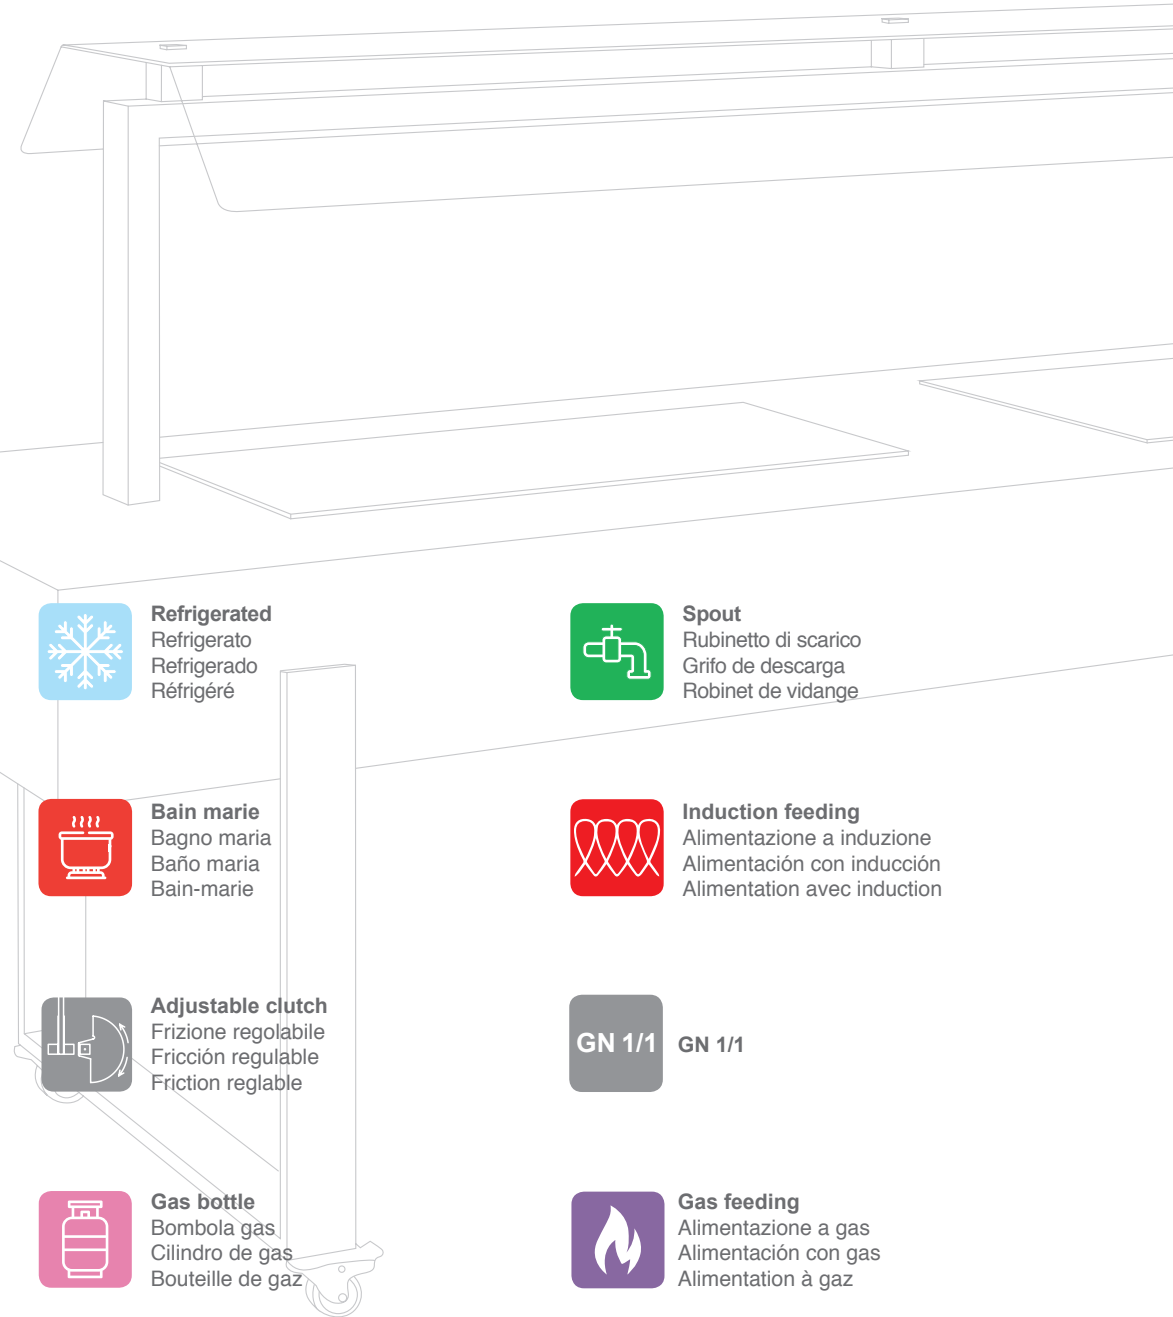 Refrigerated
Refrigerato
Refrigerado
Réfrigéré
Spout
Rubinetto di scarico
Grifo de descarga
Robinet de vidange
Bain marie
Bagno maria
Baño maria
Bain-marie
Induction feeding
Alimentazione a induzione
Alimentación con inducción
Alimentation avec induction
Adjustable clutch
Frizione regolabile
Fricción regulable
Friction reglable
GN 1/1
GN 1/1
Gas bottle
Bombola gas
Cilindro de gas
Bouteille de gaz
Gas feeding
Alimentazione a gas
Alimentación con gas
Alimentation à gaz